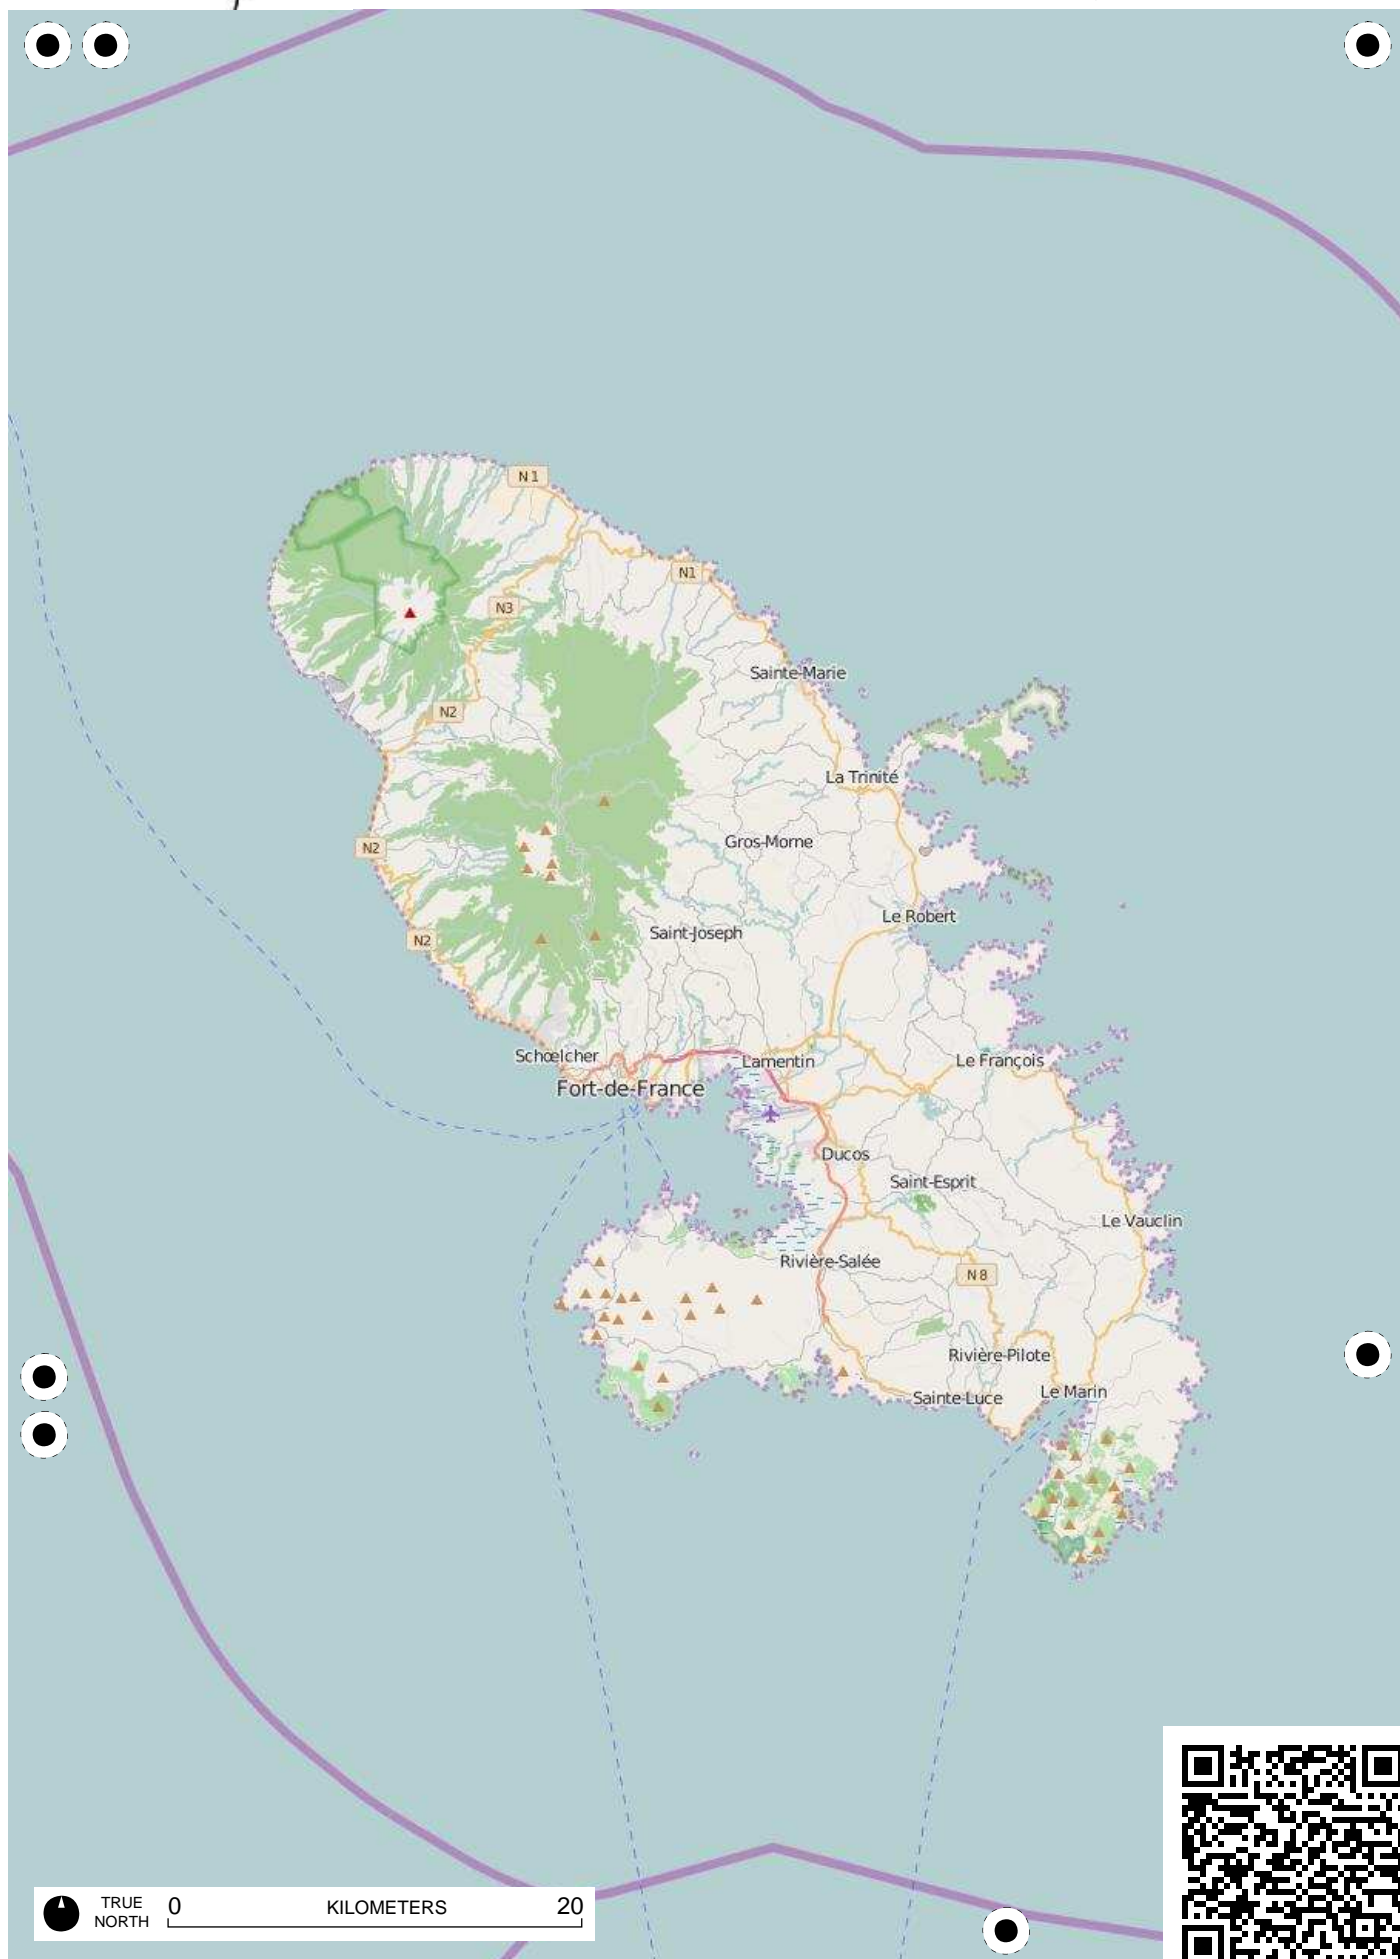 N 1
N1
N3
Sainte-Marie
N2
La Trinité
Gros-Morne
N2
Le Robert
Saint-Joseph
N2
Schœlcher
Lamentin
Le François
Fort-de-France
Ducos
Saint-Esprit
Le Vauclin
Rivière-Salée
N 8
Rivière-Pilote
Le Marin
Sainte-Luce
TRUE
NORTH
0
KILOMETERS
20